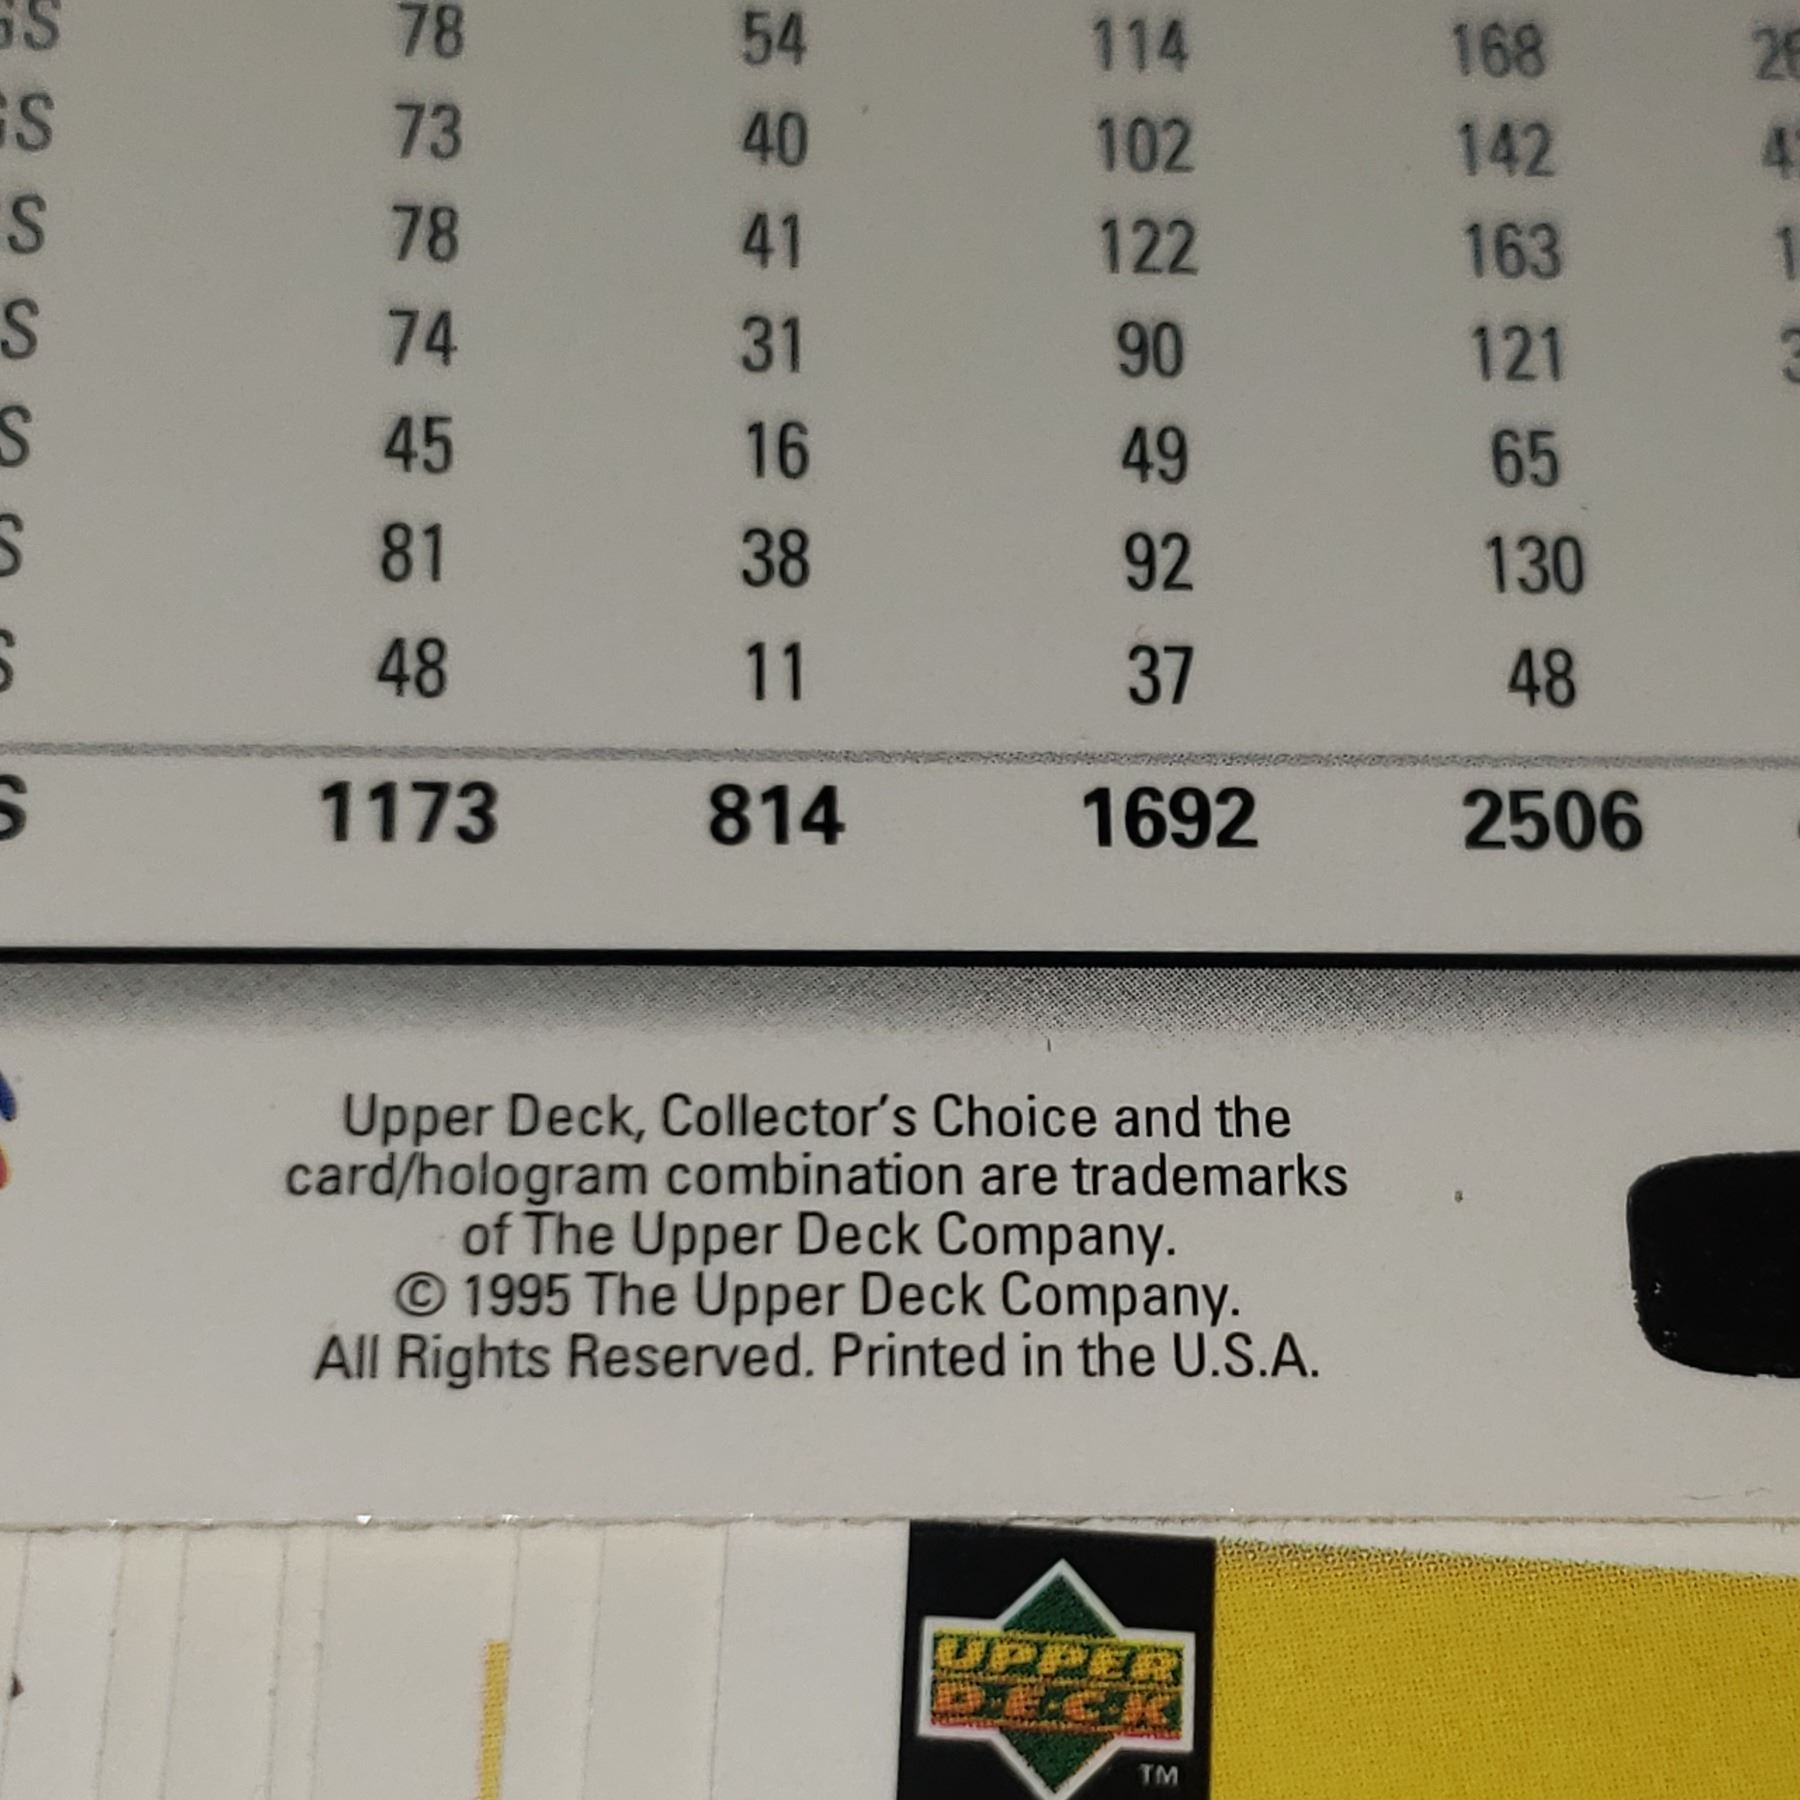 GS 78 54 114 168
GS 73 40 102 142
S 78 41 122 163
S 74 31 90 121
S 45 16 49 65
S 81 38 92 130
S 48 11 37 48
S 1173 814 1692 2506
Upper Deck, Collector's Choice and the
card/hologram combination are trademarks
of The Upper Deck Company.
© 1995 The Upper Deck Company.
All Rights Reserved. Printed in the U.S.A.
UPPER
DECK
TM